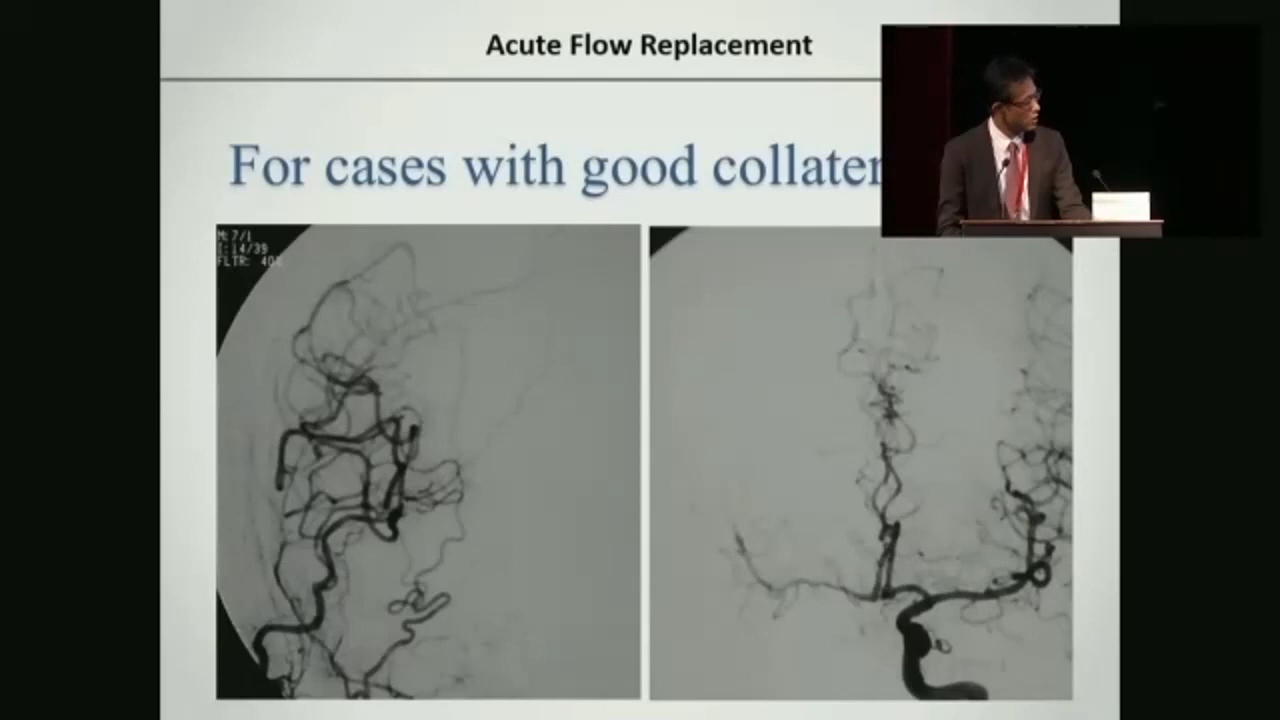 Acute Flow Replacement
For cases with good collater
M: 7/1
I: 14/39
FLTR: 40